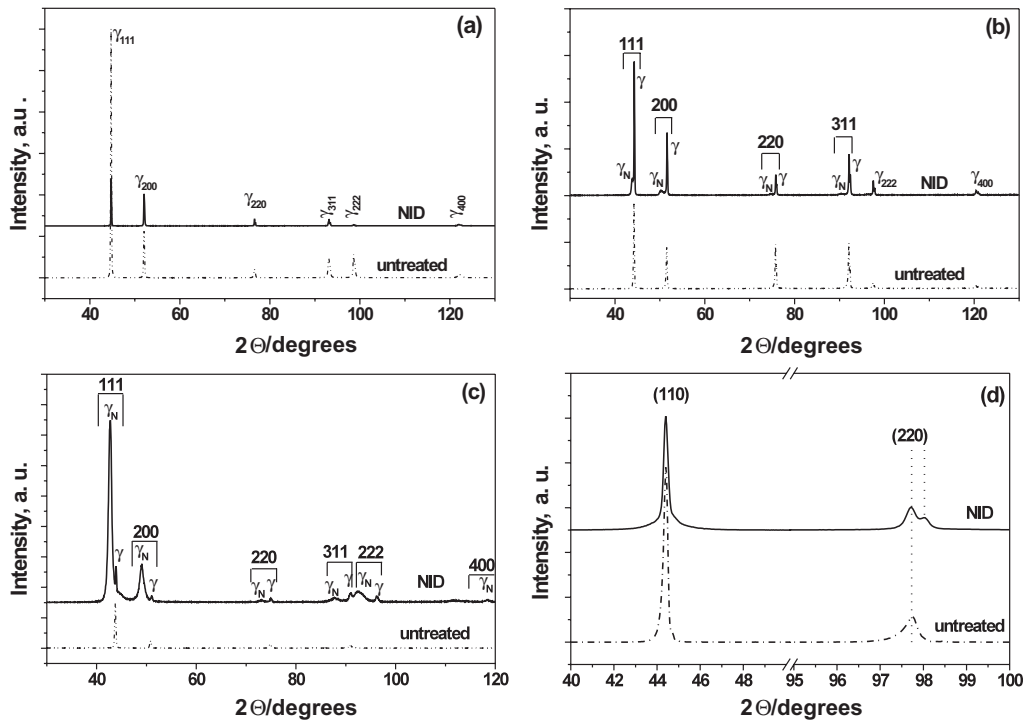 (a)
γ111
γ200
γ220
γ311
γ222
γ400
NID
untreated
Intensity, a.u .
40 60 80 100 120
2Θ/degrees
(b)
111
γ
200
γN
γN
γ
220
γN
γ
311
γ
γ222
γ400
NID
untreated
Intensity, a. u.
40 60 80 100 120
2Θ/degrees
(c)
111
γN
γ
200
γN
γ
220
γN
γ
311
γN
γ
222
γN
γ
400
γN
NID
untreated
Intensity, a. u.
40 60 80 100 120
2Θ/degrees
(d)
(110)
(220)
NID
untreated
Intensity, a. u.
40 42 44 46 48 95 96 97 98 99 100
2Θ/degrees